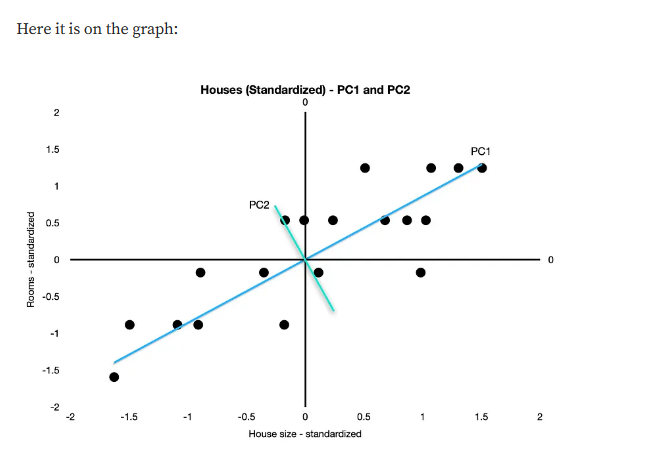 Here it is on the graph:
Houses (Standardized) - PC1 and PC2
0
2
1.5
PC1
1
PC2
0.5
0
0
-0.5
-1
-1.5
-2
Rooms - standardized
-2 -1.5 -1 -0.5 0 0.5 1 1.5 2
House size - standardized